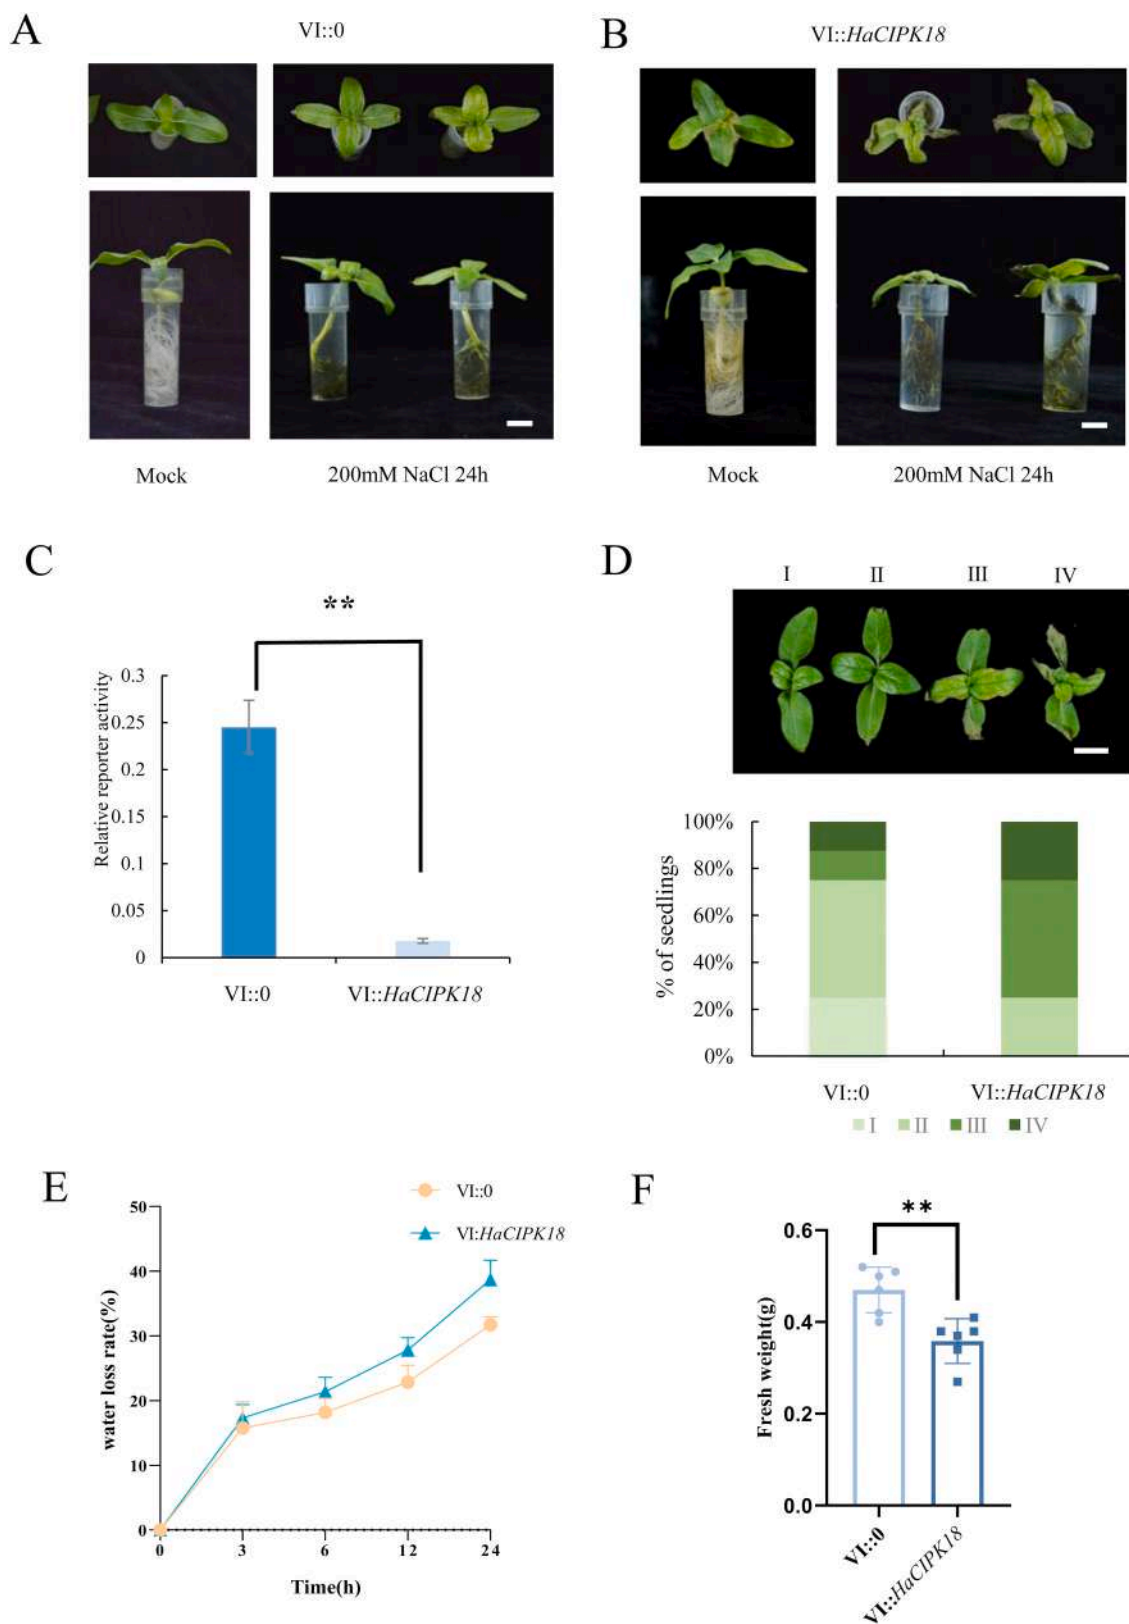 A
VI::0
B
VI::HaCIPK18
Mock
200mM NaCl 24h
Mock
200mM NaCl 24h
C
**
Relative reporter activity
0.3
0.25
0.2
0.15
0.1
0.05
0
VI::0
VI::HaCIPK18
D
I
II
III
IV
% of seedlings
100%
80%
60%
40%
20%
0%
VI::0
VI::HaCIPK18
I
II
III
IV
E
VI::0
VI:HaCIPK18
water loss rate(%)
50
40
30
20
10
0
0
3
6
12
24
Time(h)
F
**
Fresh weight(g)
0.6
0.4
0.2
0.0
VI::0
VI::HaCIPK18